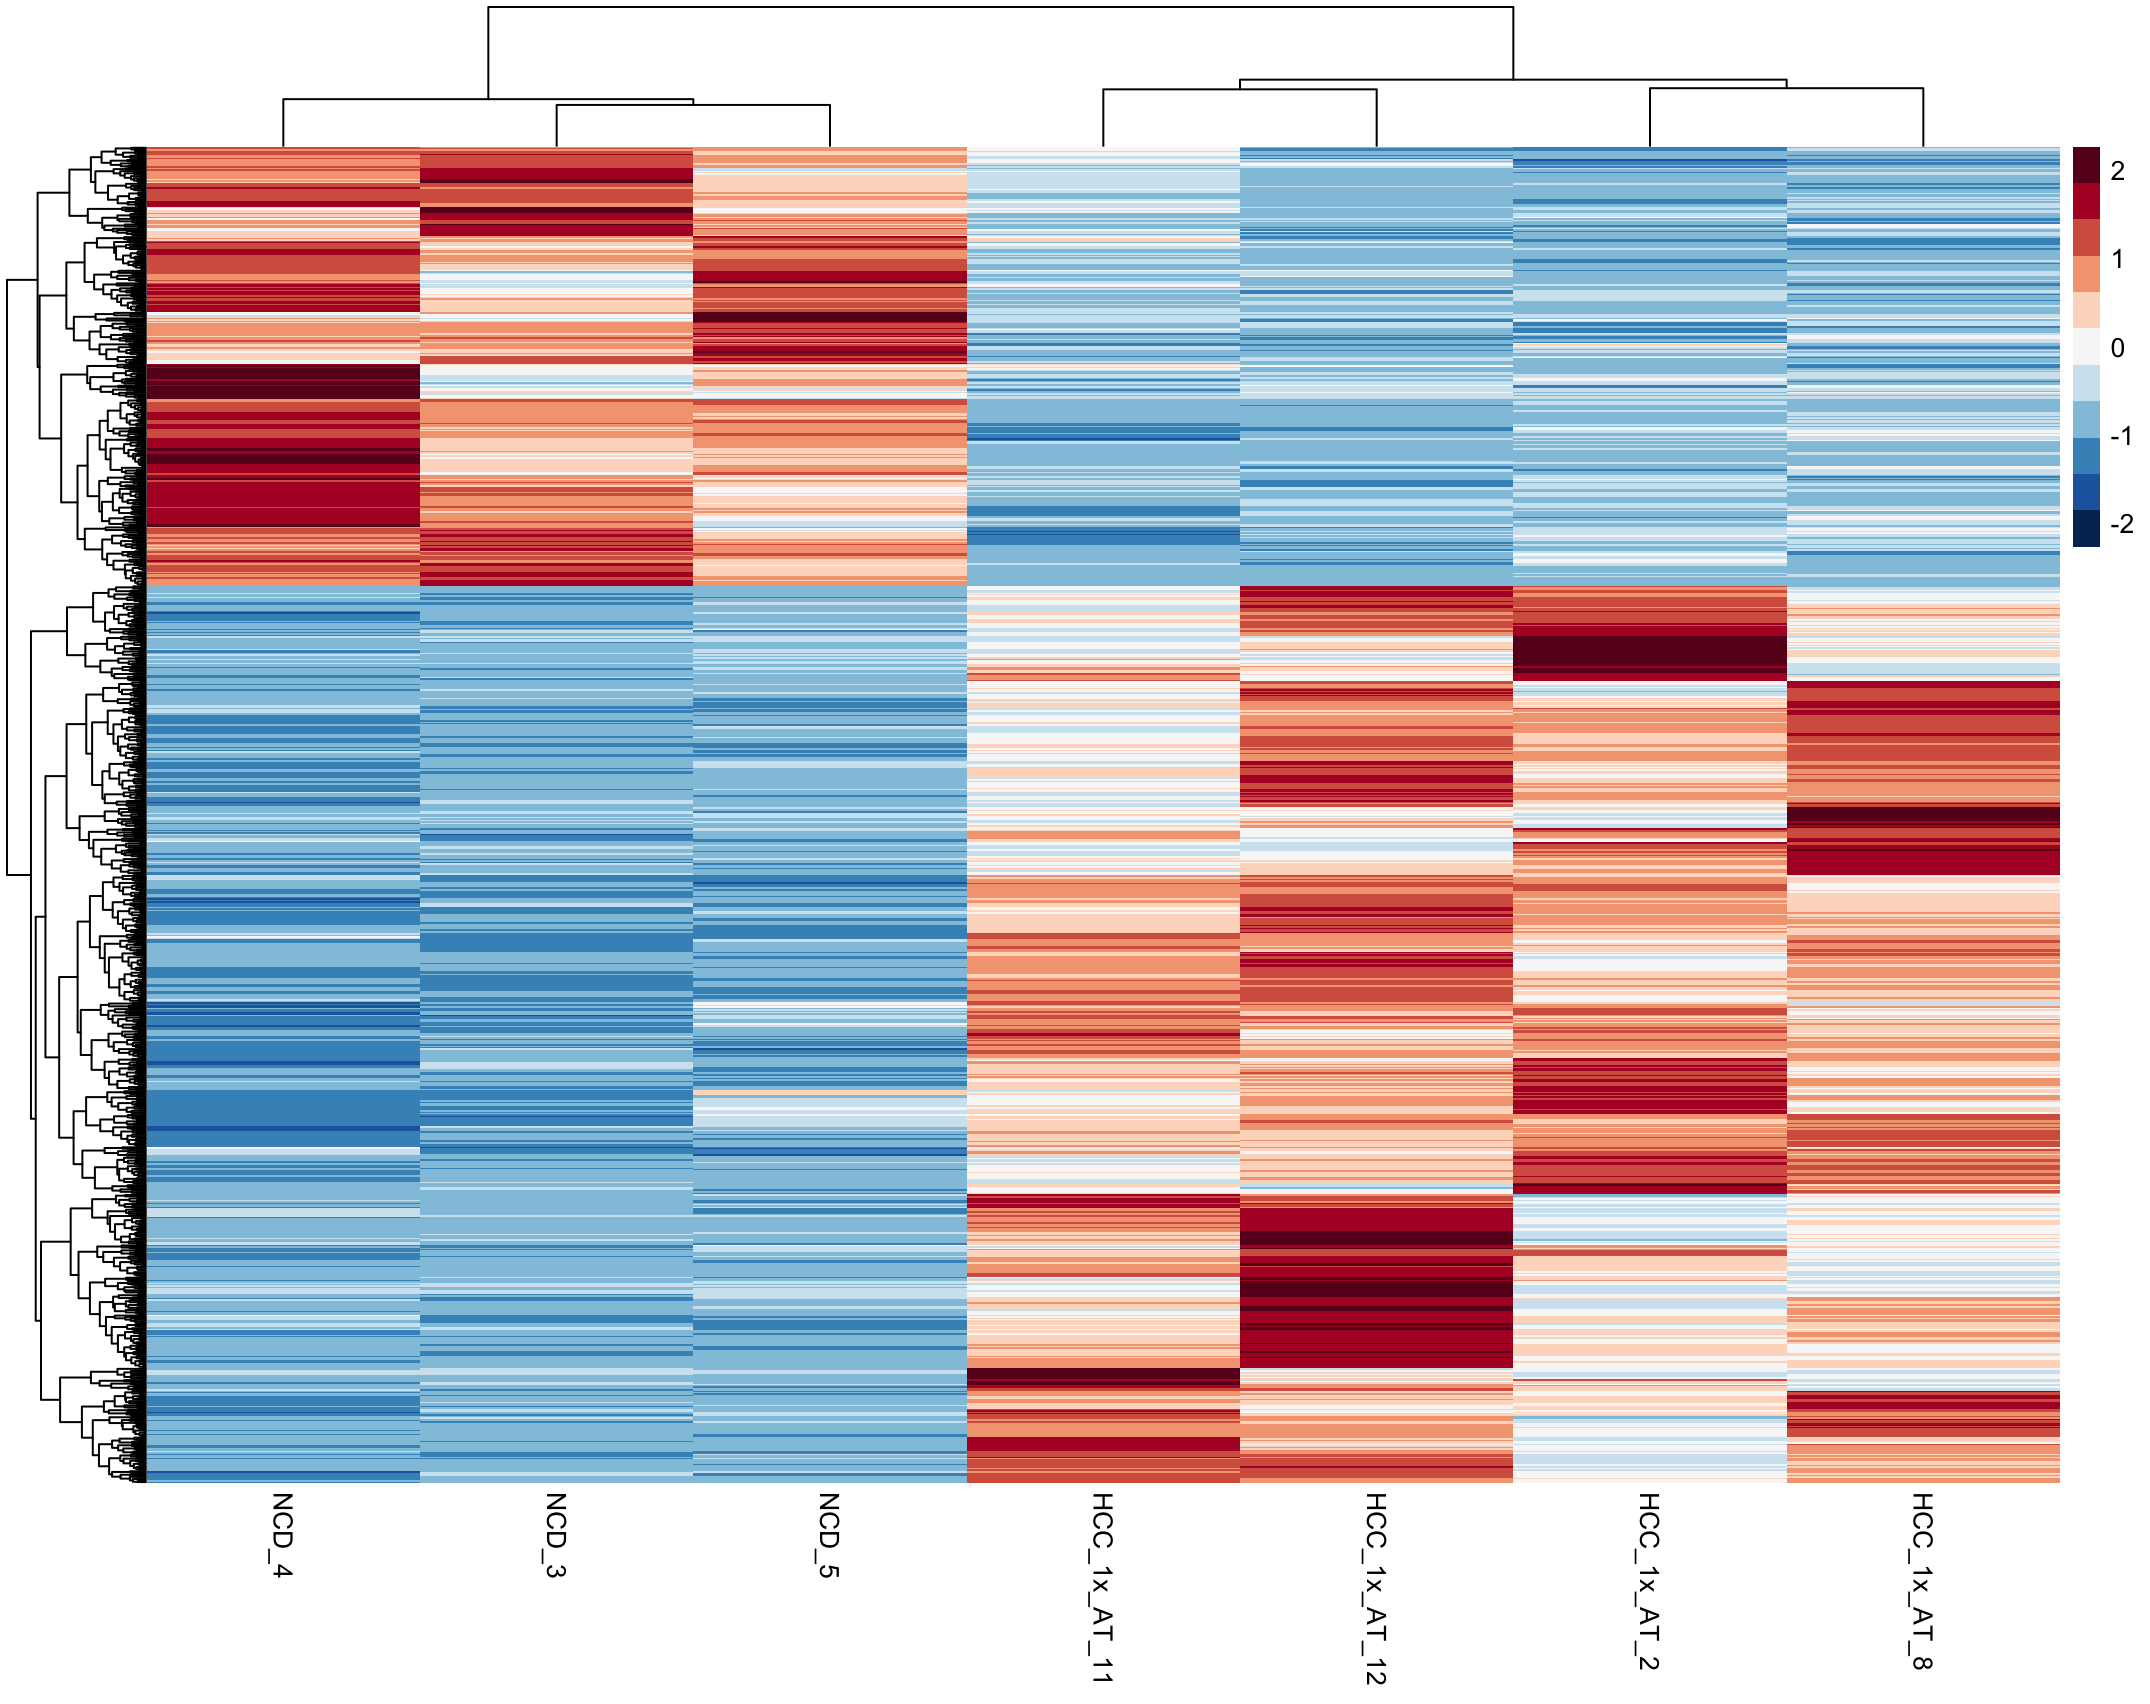 2
1
0
-1
-2
NCD_4
NCD_3
NCD_5
HCC_1x_AT_11
HCC_1x_AT_12
HCC_1x_AT_2
HCC_1x_AT_8